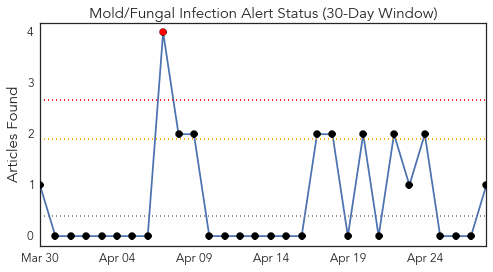 Mold/Fungal Infection Alert Status (30-Day Window)
Articles Found
4
3
2
1
0
Mar 30 Apr 04 Apr 09 Apr 14 Apr 19 Apr 24